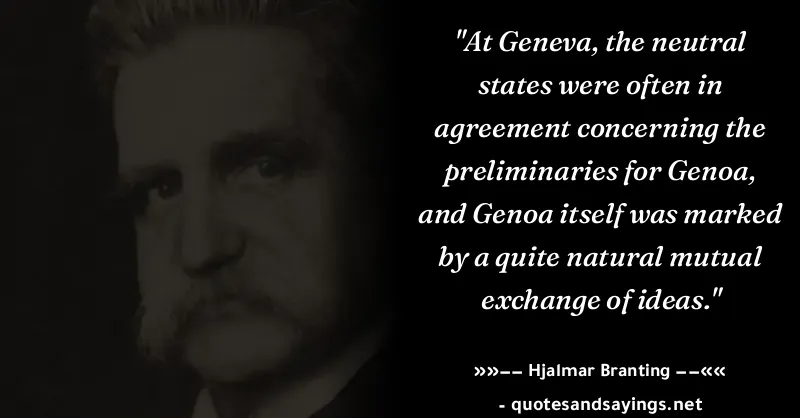 "At Geneva, the neutral
states were often in
agreement concerning the
preliminaries for Genoa,
and Genoa itself was marked
by a quite natural mutual
exchange of ideas."
»»–– Hjalmar Branting ––««
- quotesandsayings.net